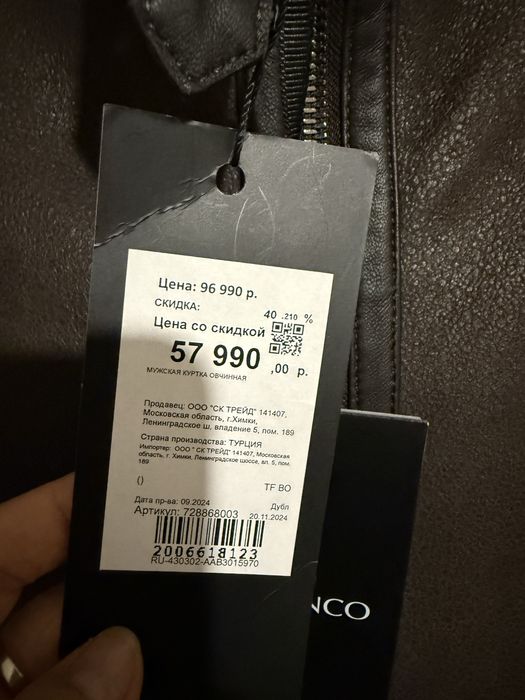 Цена: 96 990 р.
СКИДКА:
40 .210 %
Цена со скидкой
57 990 ,00 р.
МУЖСКАЯ КУРТКА ОВЧИННАЯ
Продавец: ООО "СК ТРЕЙД" 141407,
Московская область, г.Химки,
Ленинградское ш, владение 5, пом. 189
Страна производства: ТУРЦИЯ
Импортер: ООО "СК ТРЕЙД" 141407, Московская
область, г. Химки, Ленинградское шоссе, вл. 5, пом.
189
() TF BO
Дата пр-ва: 09.2024 Дубл
Артикул: 728868003 20.11.2024
2006618123
RU-430302-AAB3015970
NCO